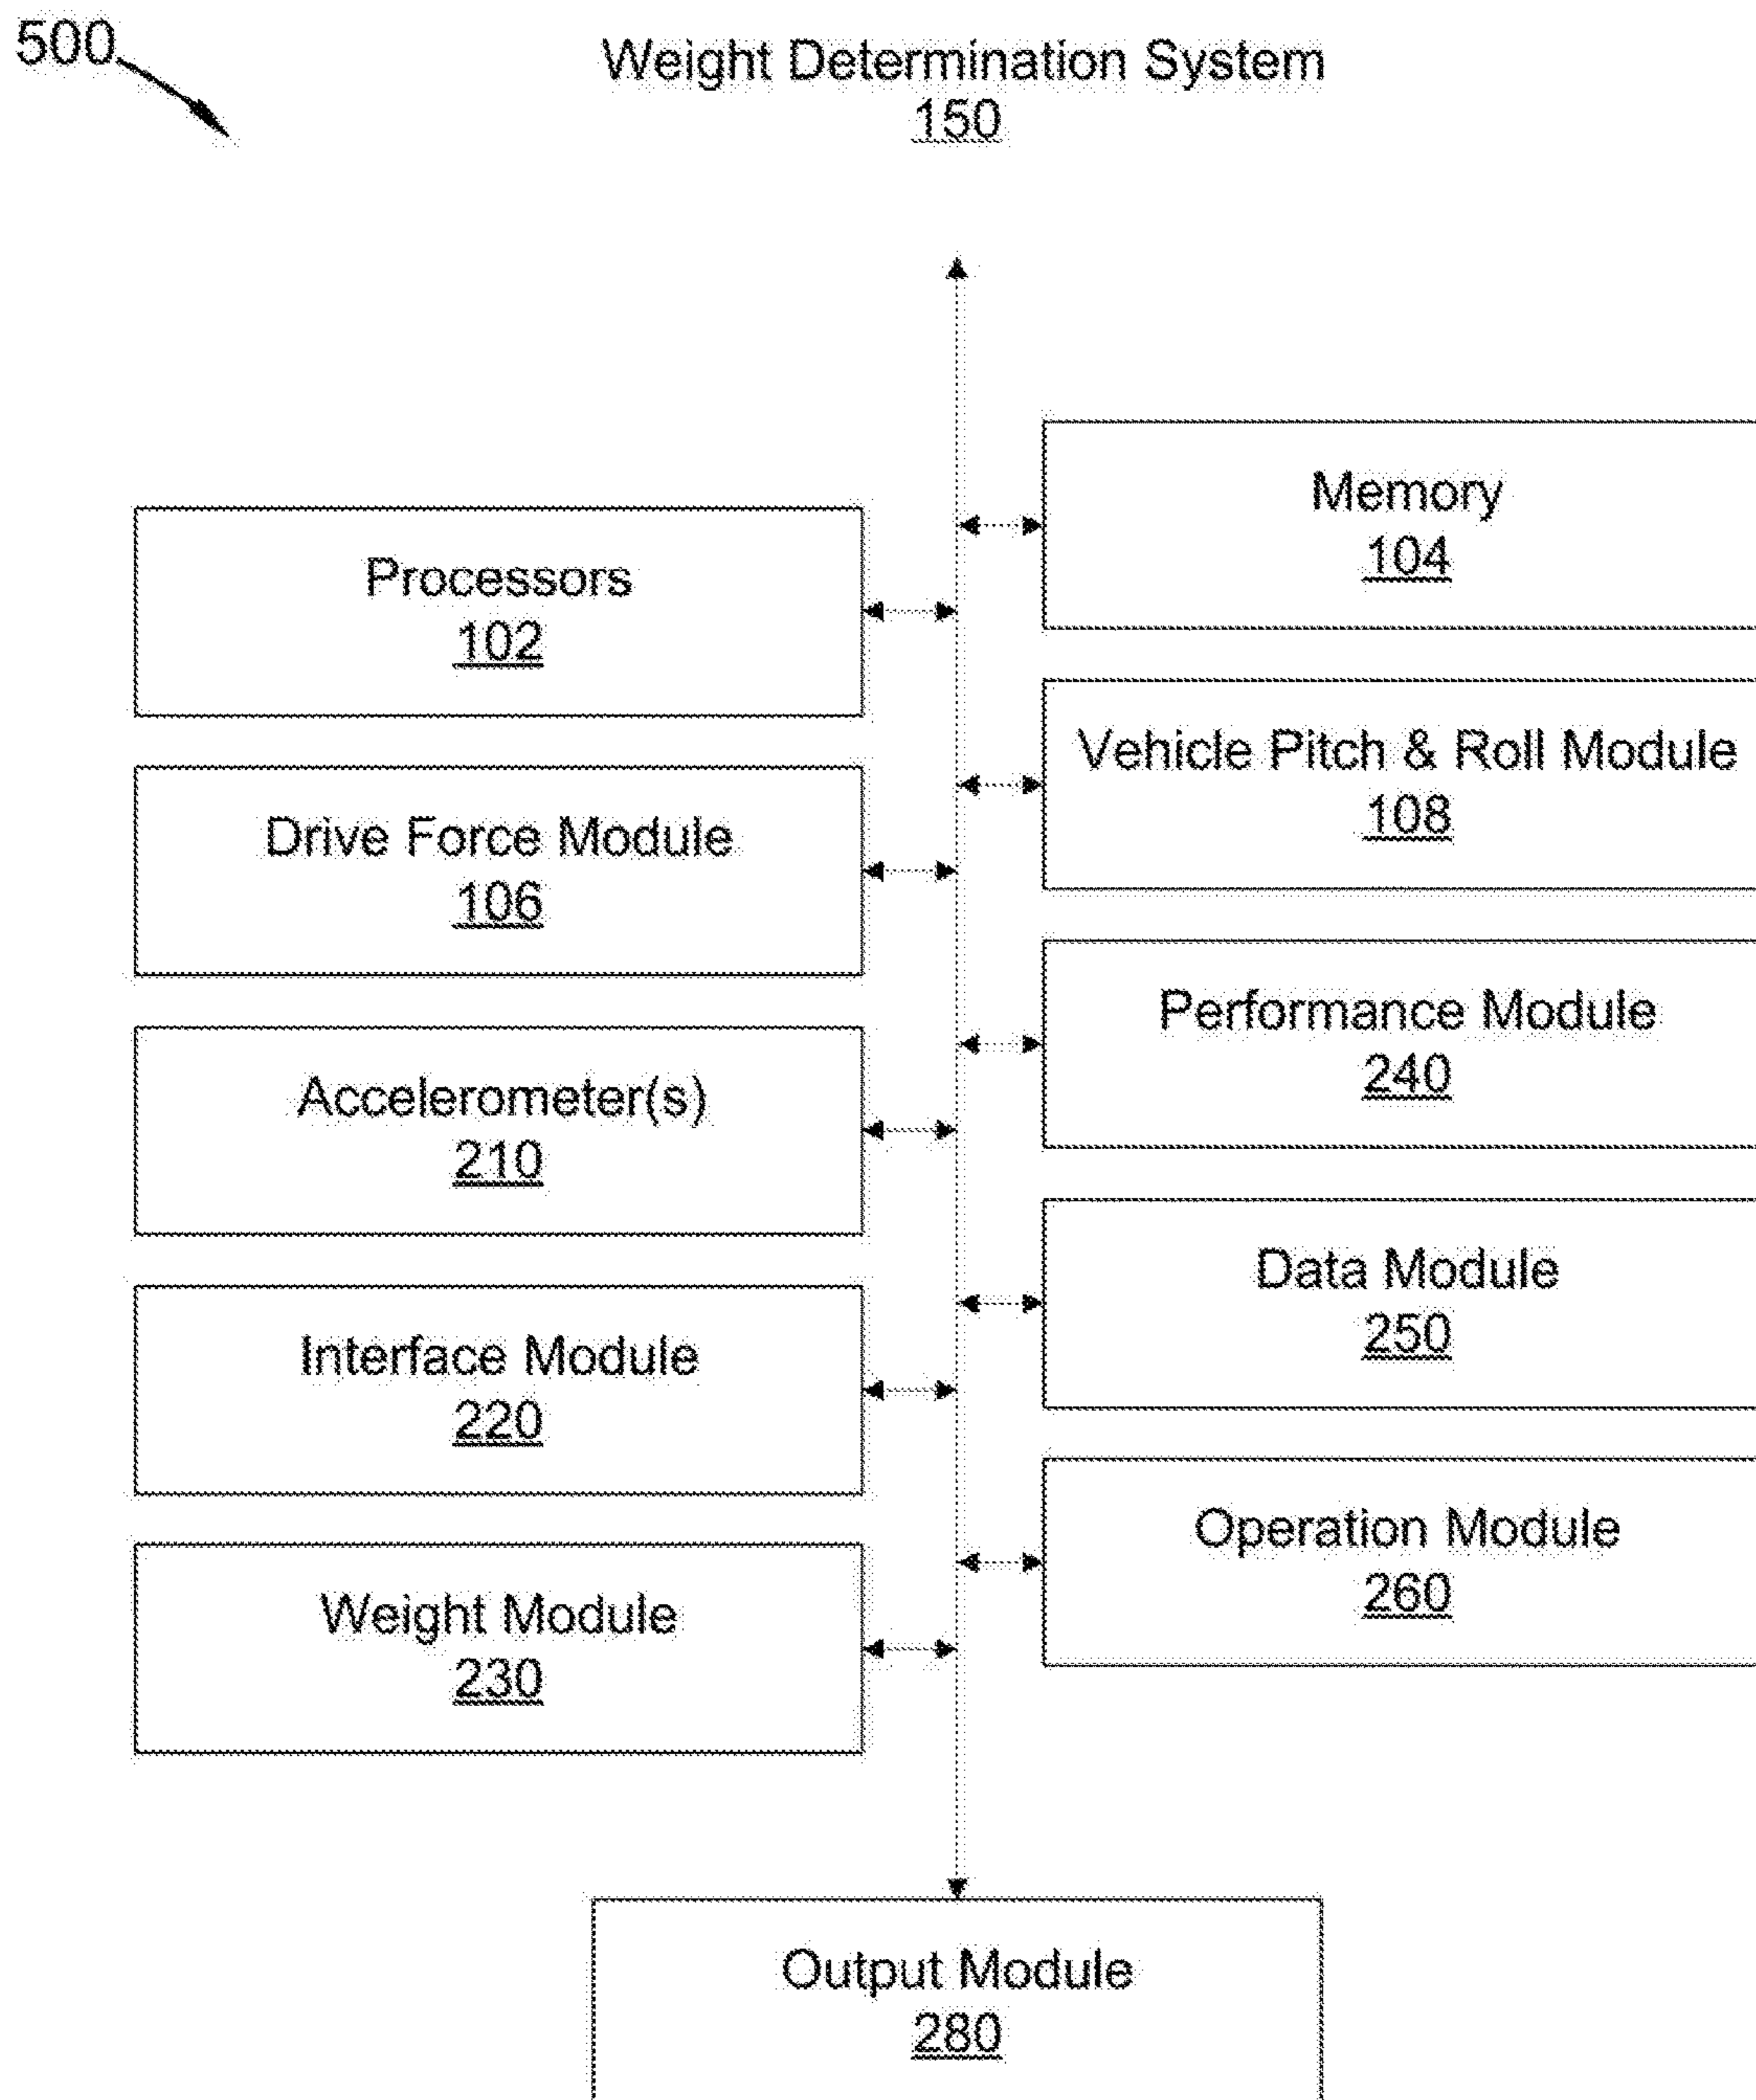 500
Weight Determination System
150
Memory
104
Processors
102
Vehicle Pitch & Roll Module
108
Drive Force Module
106
Performance Module
240
Accelerometer(s)
210
Data Module
250
Interface Module
220
Operation Module
260
Weight Module
230
Output Module
280